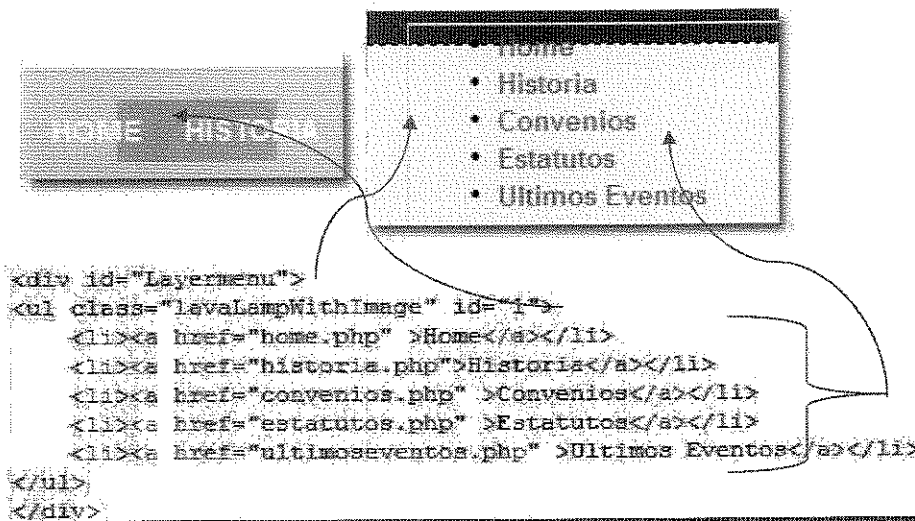 HOME HISTORIA
Home
• Historia
• Convenios
• Estatutos
• Ultimos Eventos
<div id="Layermenu">
<ul class="lavaLampWithImage" id="1">
<li><a href="home.php" >Home</a></li>
<li><a href="historia.php">Historia</a></li>
<li><a href="convenios.php" >Convenios</a></li>
<li><a href="estatutos.php" >Estatutos</a></li>
<li><a href="ultimoseventos.php" >Ultimos Eventos</a></li>
</ul>
</div>